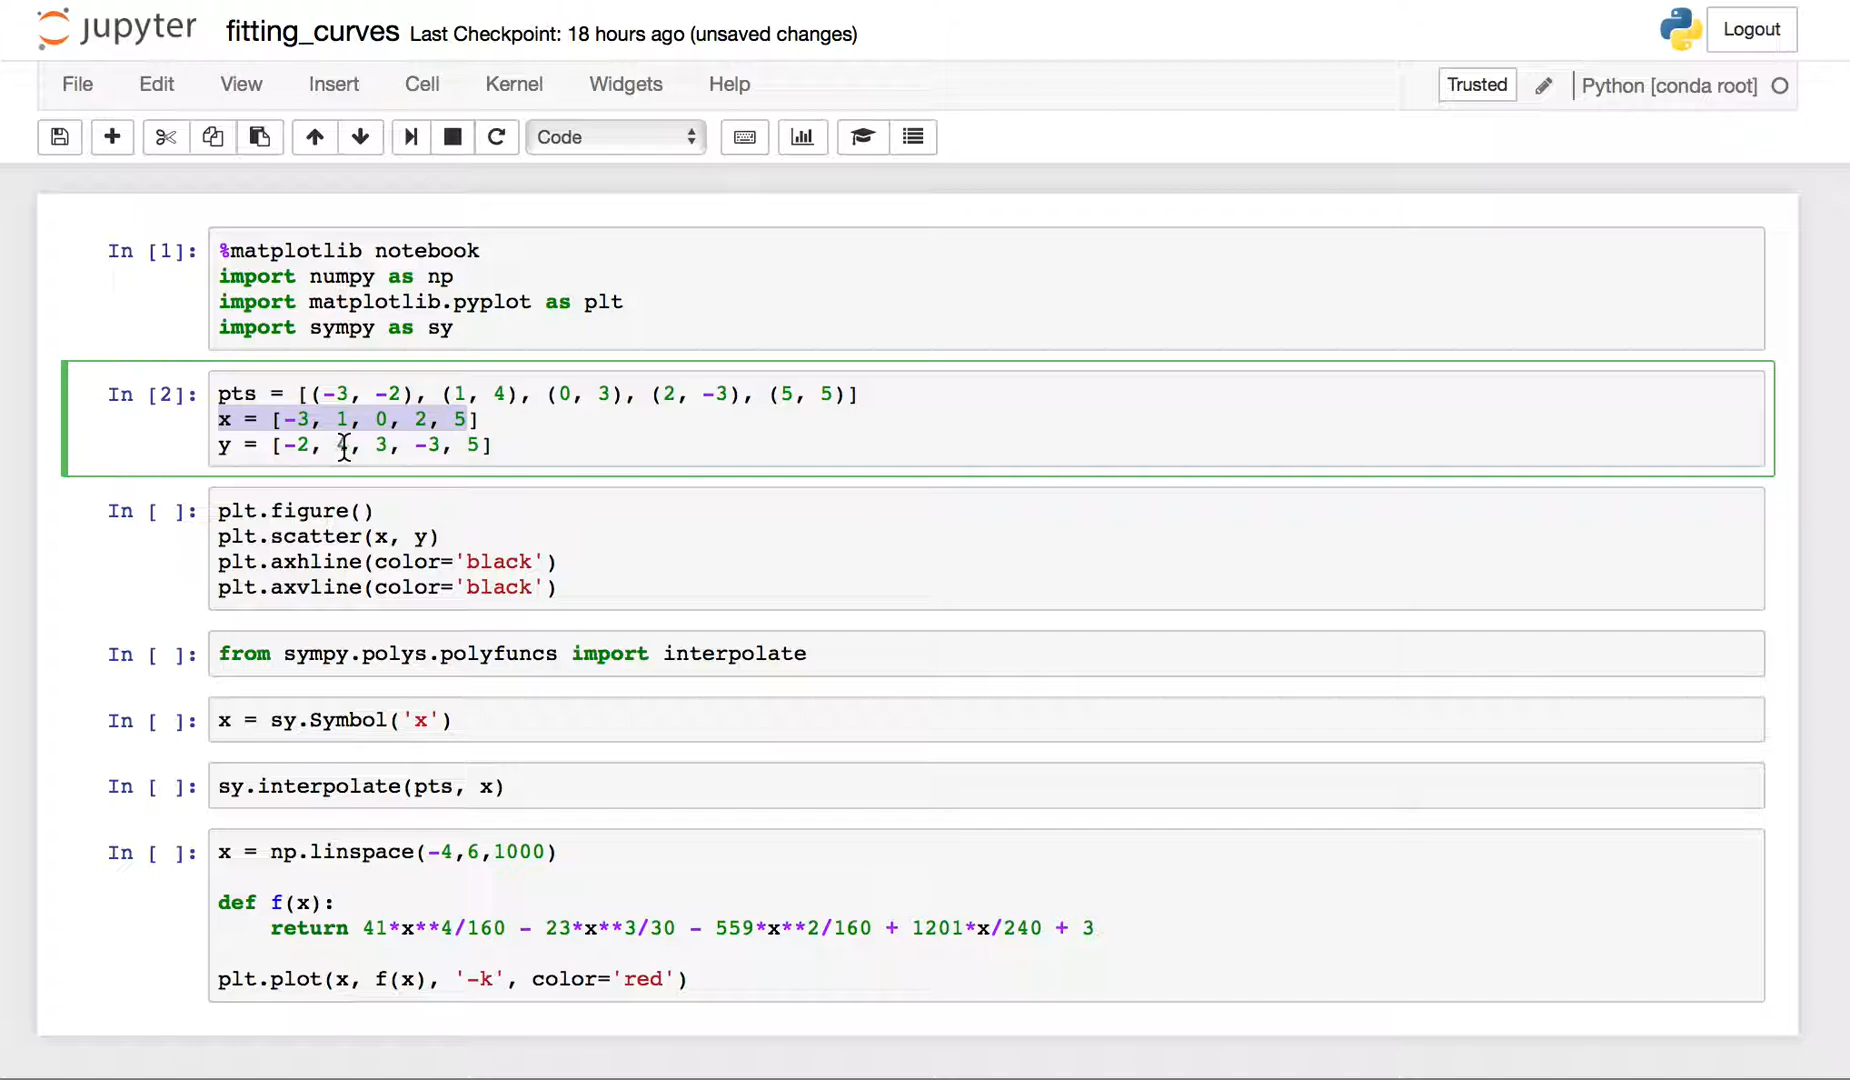 jupyter fitting_curves Last Checkpoint: 18 hours ago (unsaved changes) Logout
File Edit View Insert Cell Kernel Widgets Help Trusted Python [conda root]
Code
In [1]: %matplotlib notebook
import numpy as np
import matplotlib.pyplot as plt
import sympy as sy
In [2]: pts = [(-3, -2), (1, 4), (0, 3), (2, -3), (5, 5)]
x = [-3, 1, 0, 2, 5]
y = [-2, 4, 3, -3, 5]
In [ ]: plt.figure()
plt.scatter(x, y)
plt.axhline(color='black')
plt.axvline(color='black')
In [ ]: from sympy.polys.polyfuncs import interpolate
In [ ]: x = sy.Symbol('x')
In [ ]: sy.interpolate(pts, x)
In [ ]: x = np.linspace(-4,6,1000)
def f(x):
return 41*x**4/160 - 23*x**3/30 - 559*x**2/160 + 1201*x/240 + 3
plt.plot(x, f(x), '-k', color='red')